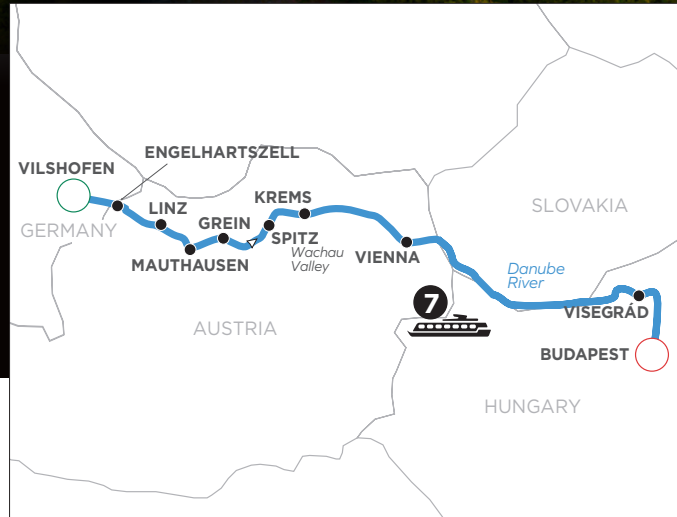 ENGELHARTSZELL
VILSHOFEN
KREMS
LINZ
SLOVAKIA
GREIN
GERMANY
SPITZ
MAUTHAUSEN
Wachau
Valley
VIENNA
Danube
River
7
VISEGRÁD
AUSTRIA
BUDAPEST
HUNGARY